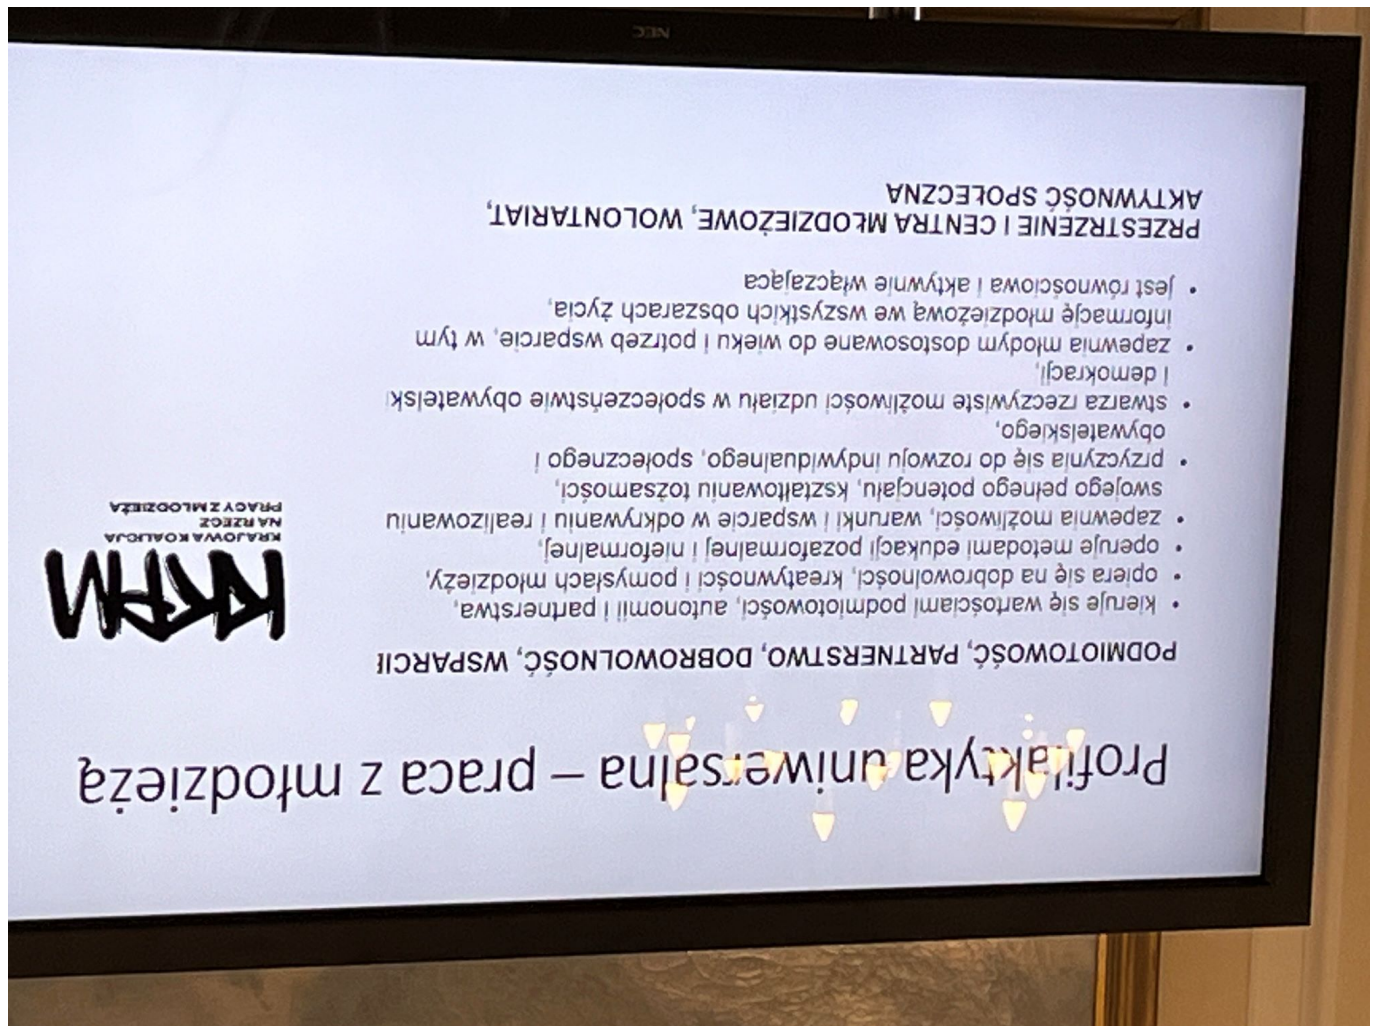 Profilaktyka uniwersalna – praca z młodzieżą
PODMIOTOWOŚĆ, PARTNERSTWO, DOBROWOLNOŚĆ, WSPARCIE
• kieruje się wartościami podmiotowości, autonomii i partnerstwa,
• opiera się na dobrowolności, kreatywności i pomysłach młodzieży,
• operuje metodami edukacji pozaformalnej i nieformalnej,
• zapewnia możliwości, warunki i wsparcie w odkrywaniu i realizowaniu
swojego pełnego potencjału, kształtowaniu tożsamości,
• przyczynia się do rozwoju indywidualnego, społecznego i
obywatelskiego,
• stwarza rzeczywiste możliwości udziału w społeczeństwie obywatelsk
i demokracji,
• zapewnia młodym dostosowane do wieku i potrzeb wsparcie, w tym
informację młodzieżową we wszystkich obszarach życia,
• jest równościowa i aktywnie włączająca
PRZESTRZENIE I CENTRA MŁODZIEŻOWE, WOLONTARIAT,
AKTYWNOŚĆ SPOŁECZNA
KKPM
KRAJOWA KOALICJA
NA RZECZ
PRACY Z MŁODZIEŻĄ
NEC